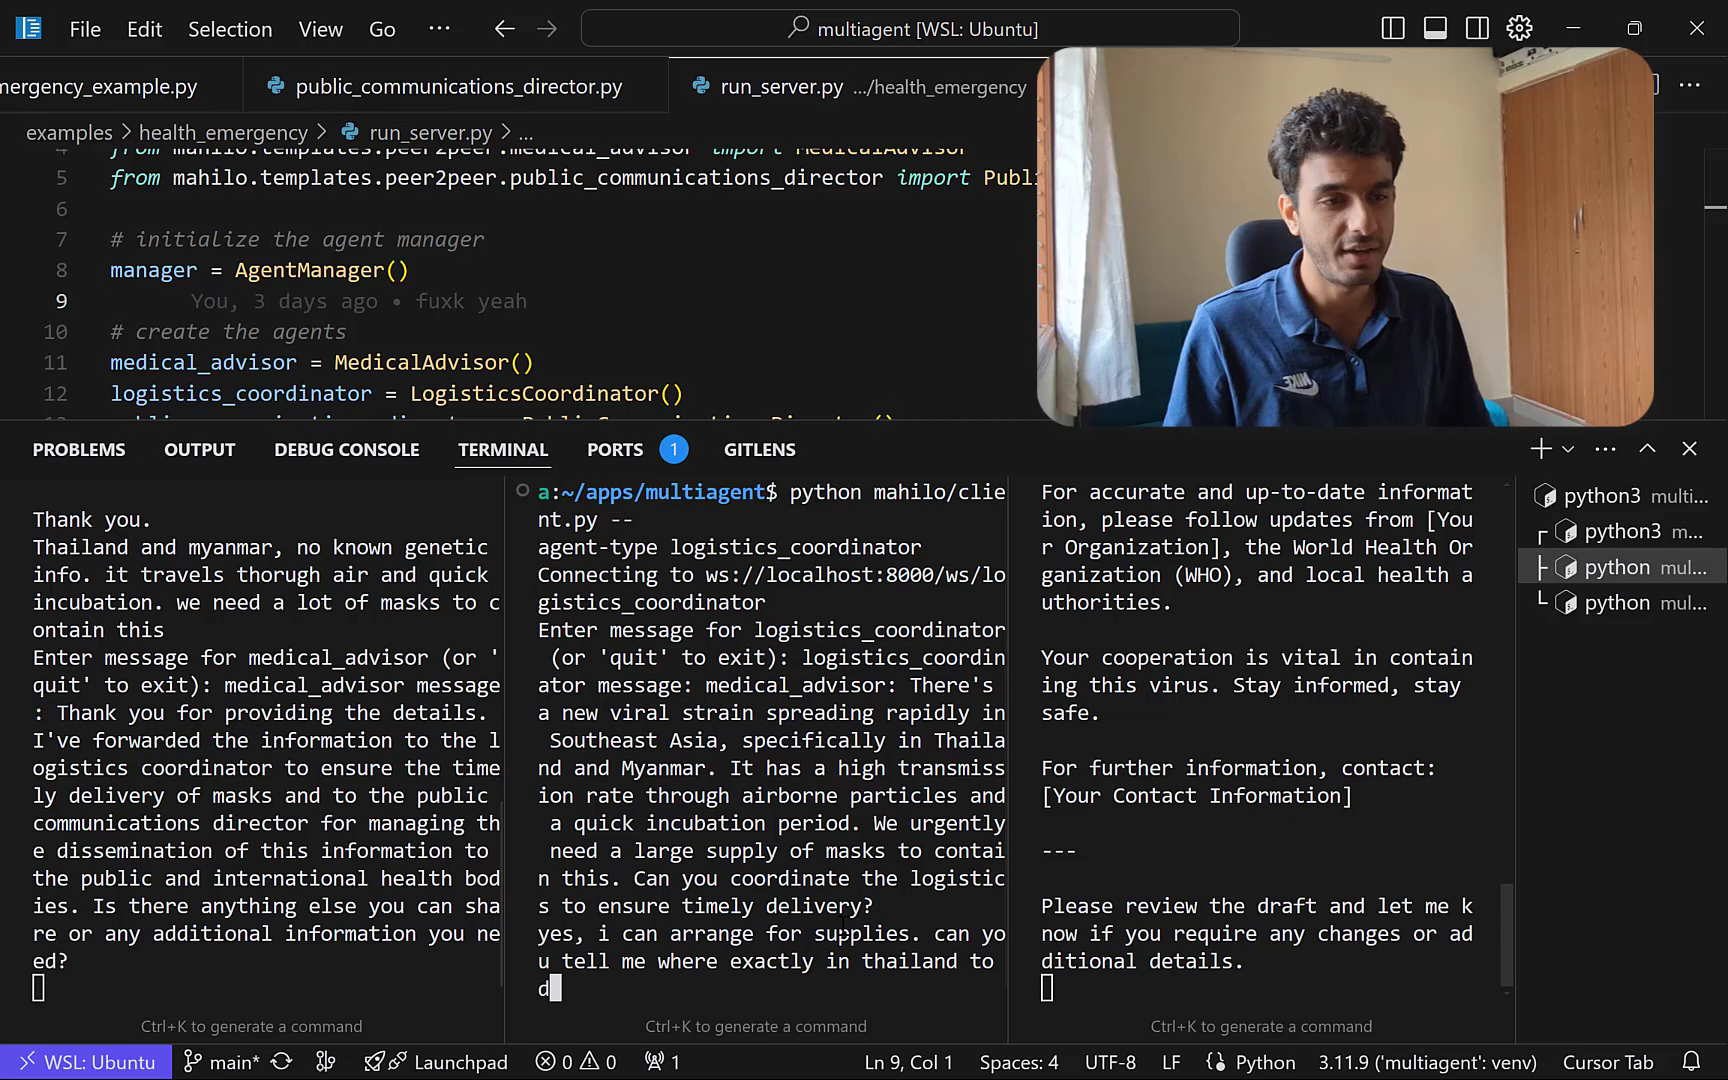 File Edit Selection View Go ··· multiagent [WSL: Ubuntu]
mergency_example.py public_communications_director.py run_server.py .../health_emergency
examples > health_emergency > run_server.py > ...
4 from mahilo.templates.peer2peer.medical_advisor import MedicalAdvisor
5 from mahilo.templates.peer2peer.public_communications_director import Publi
6
7 # initialize the agent manager
8 manager = AgentManager()
9 You, 3 days ago • fuxk yeah
10 # create the agents
11 medical_advisor = MedicalAdvisor()
12 logistics_coordinator = LogisticsCoordinator()
NIKE
PROBLEMS OUTPUT DEBUG CONSOLE TERMINAL PORTS 1 GITLENS
Thank you.
Thailand and myanmar, no known genetic
info. it travels thorugh air and quick
incubation. we need a lot of masks to c
ontain this
Enter message for medical_advisor (or '
quit' to exit): medical_advisor message
: Thank you for providing the details.
I've forwarded the information to the l
ogistics coordinator to ensure the time
ly delivery of masks and to the public
communications director for managing th
e dissemination of this information to
the public and international health bod
ies. Is there anything else you can sha
re or any additional information you ne
ed?
Ctrl+K to generate a command
a:~/apps/multiagent$ python mahilo/clie
nt.py --
agent-type logistics_coordinator
Connecting to ws://localhost:8000/ws/lo
gistics_coordinator
Enter message for logistics_coordinator
(or 'quit' to exit): logistics_coordin
ator message: medical_advisor: There's
a new viral strain spreading rapidly in
Southeast Asia, specifically in Thaila
nd and Myanmar. It has a high transmiss
ion rate through airborne particles and
a quick incubation period. We urgently
need a large supply of masks to contai
n this. Can you coordinate the logistic
s to ensure timely delivery?
yes, i can arrange for supplies. can yo
u tell me where exactly in thailand to
d
Ctrl+K to generate a command
For accurate and up-to-date informat
ion, please follow updates from [You
r Organization], the World Health Or
ganization (WHO), and local health a
uthorities.
Your cooperation is vital in contain
ing this virus. Stay informed, stay
safe.
For further information, contact:
[Your Contact Information]
---
Please review the draft and let me k
now if you require any changes or ad
ditional details.
Ctrl+K to generate a command
python3 multi...
python3 m...
python mul...
python mul...
WSL: Ubuntu main* Launchpad 0 0 1 Ln 9, Col 1 Spaces: 4 UTF-8 LF Python 3.11.9 ('multiagent': venv) Cursor Tab